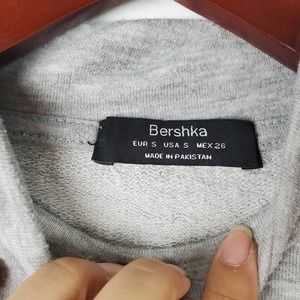 Bershka
EUR S USA S MEX 26
MADE IN PAKISTAN